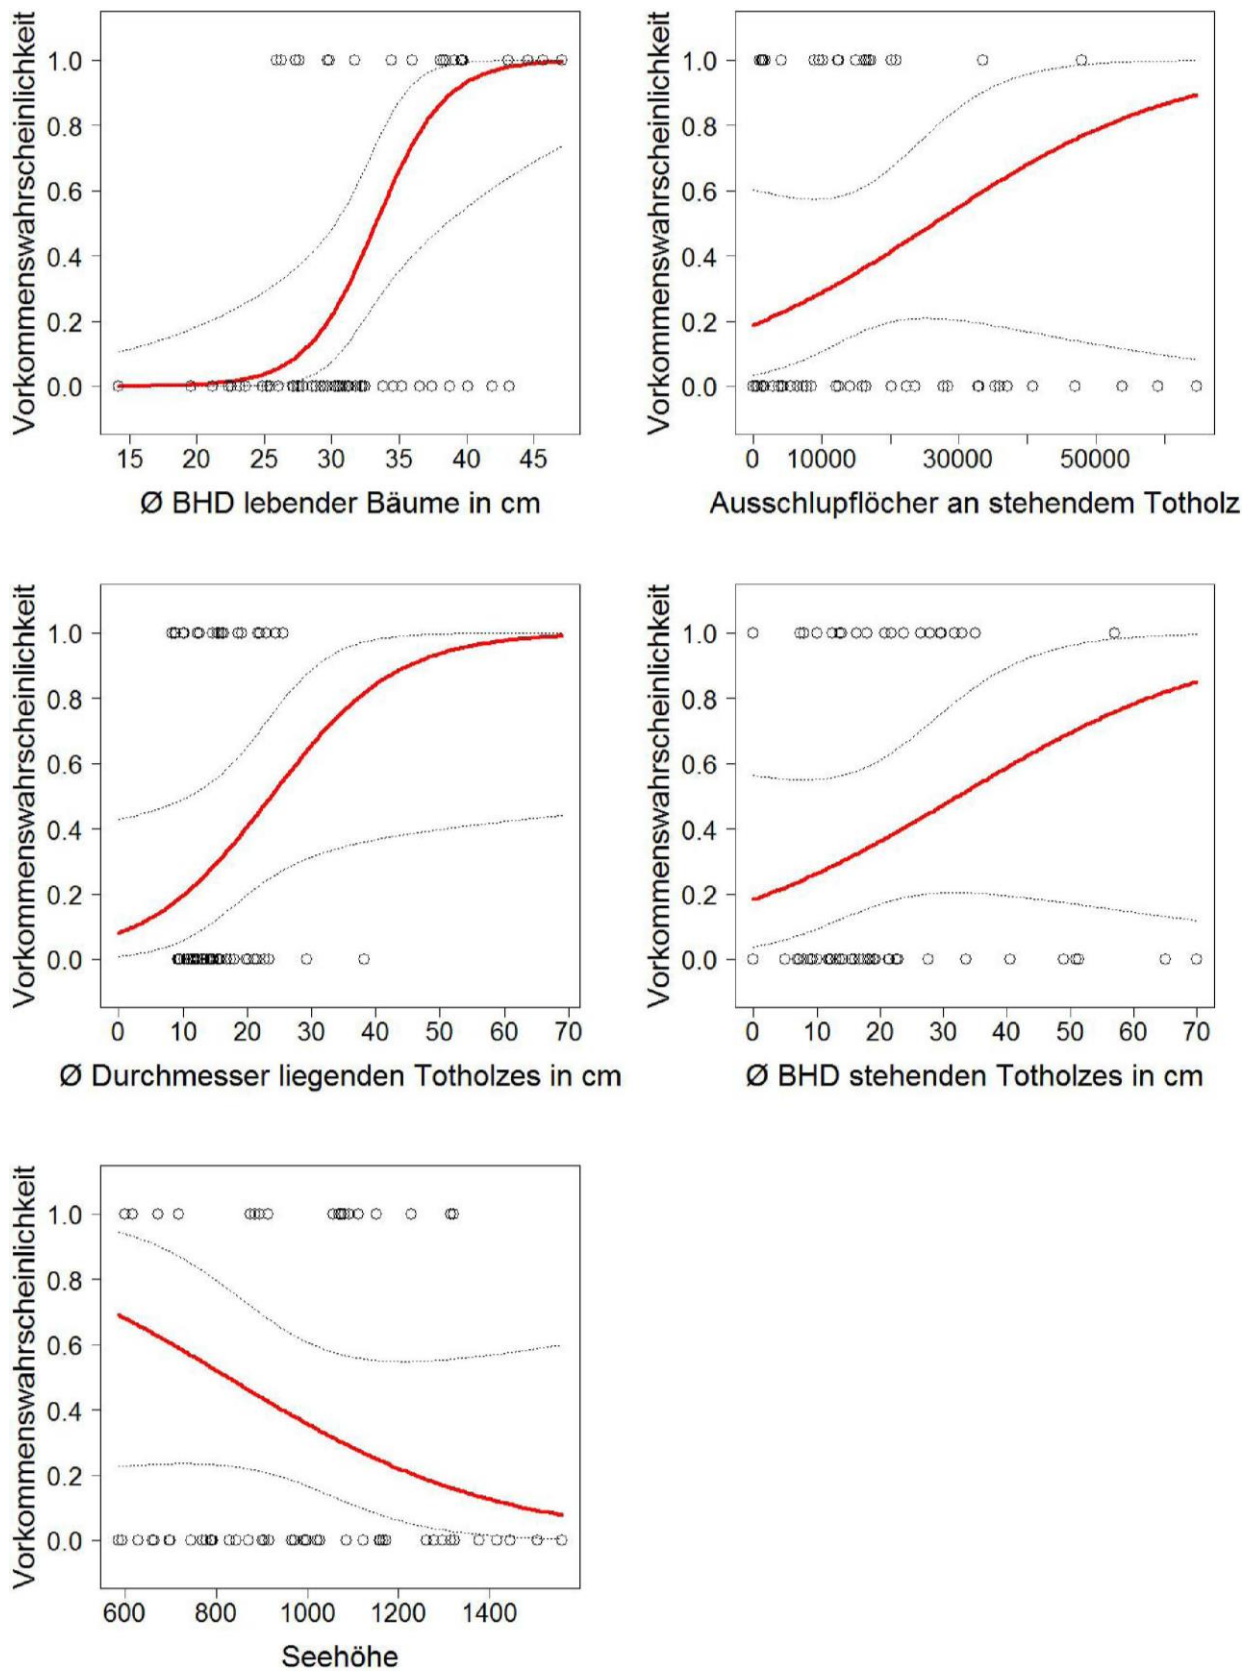 Vorkommenswahrscheinlichkeit
1.0
0.8
0.6
0.4
0.2
0.0
15 20 25 30 35 40 45
Ø BHD lebender Bäume in cm
Vorkommenswahrscheinlichkeit
1.0
0.8
0.6
0.4
0.2
0.0
0 10000 30000 50000
Ausschlupflöcher an stehendem Totholz
Vorkommenswahrscheinlichkeit
1.0
0.8
0.6
0.4
0.2
0.0
0 10 20 30 40 50 60 70
Ø Durchmesser liegenden Totholzes in cm
Vorkommenswahrscheinlichkeit
1.0
0.8
0.6
0.4
0.2
0.0
0 10 20 30 40 50 60 70
Ø BHD stehenden Totholzes in cm
Vorkommenswahrscheinlichkeit
1.0
0.8
0.6
0.4
0.2
0.0
600 800 1000 1200 1400
Seehöhe